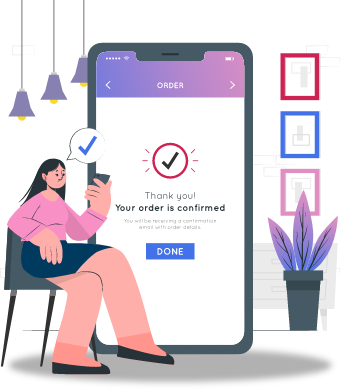 ORDER
Thank you!
Your order is confirmed
You will be receiving a confirmation
email with order details
DONE